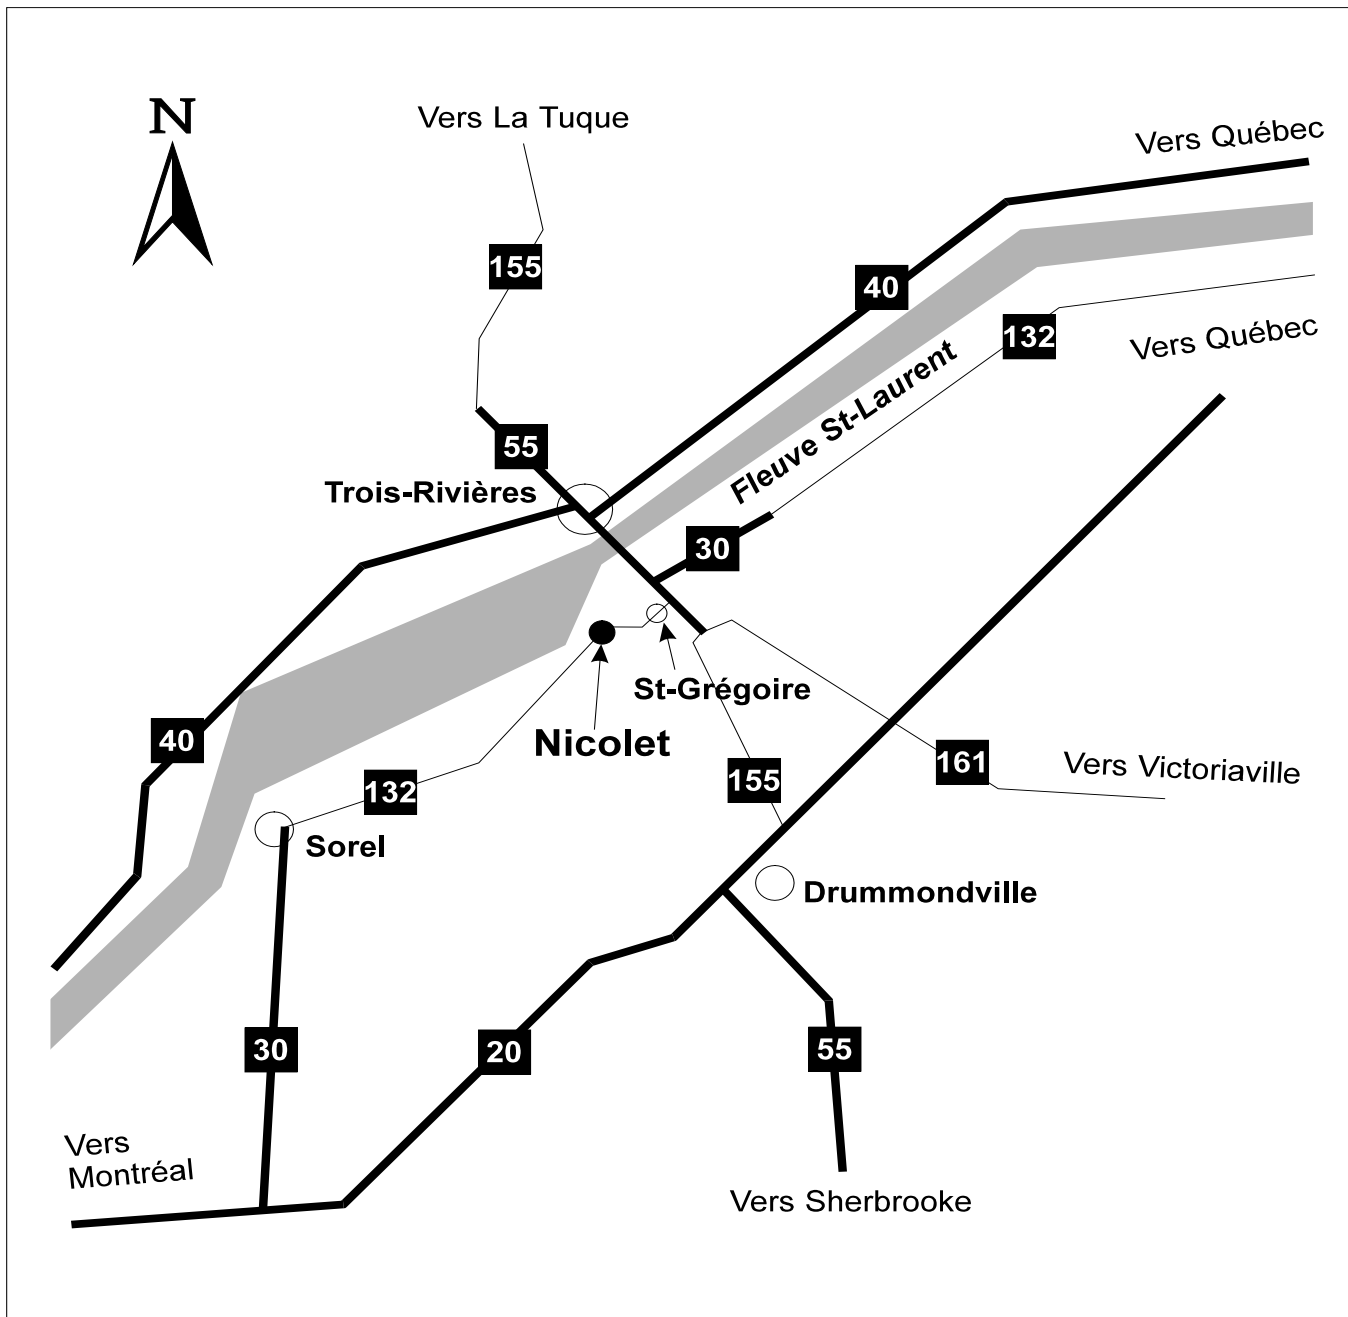 N
Vers La Tuque
Vers Québec
155
40
132
Vers Québec
Fleuve St-Laurent
55
Trois-Rivières
30
St-Grégoire
Nicolet
40
132
155
161
Vers Victoriaville
Sorel
Drummondville
30
20
55
Vers
Montréal
Vers Sherbrooke